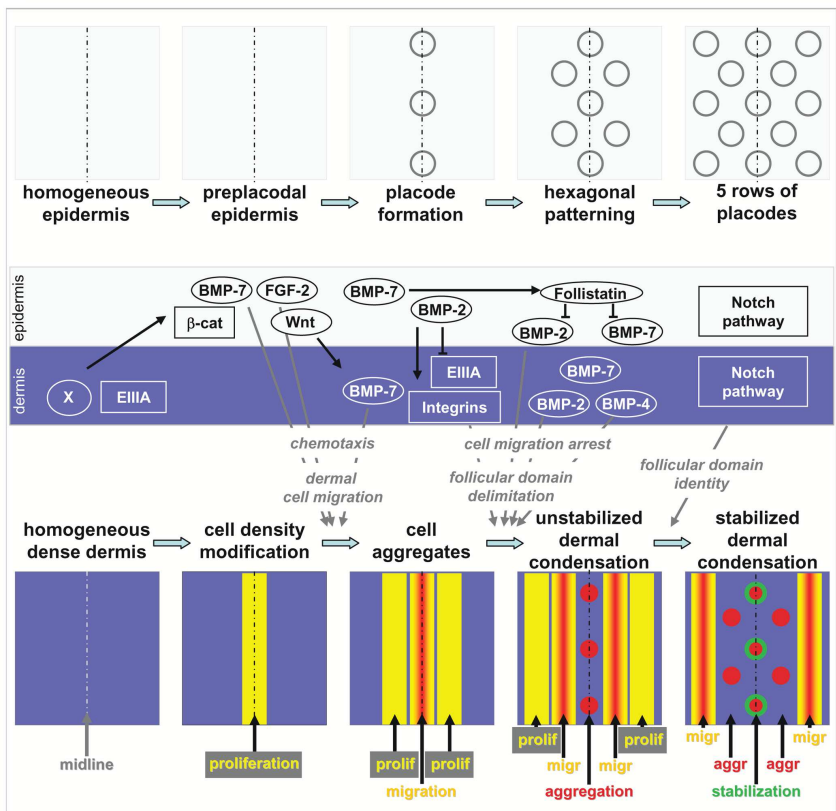 homogeneous epidermis
preplacodal epidermis
placode formation
hexagonal patterning
5 rows of placodes
epidermis
BMP-7
FGF-2
β-cat
Wnt
BMP-7
BMP-2
Follistatin
BMP-2
BMP-7
Notch pathway
dermis
X
EIIIA
BMP-7
EIIIA
Integrins
BMP-7
BMP-2
BMP-4
Notch pathway
chemotaxis
dermal cell migration
cell migration arrest
follicular domain delimitation
follicular domain identity
homogeneous dense dermis
cell density modification
cell aggregates
unstabilized dermal condensation
stabilized dermal condensation
midline
proliferation
prolif
prolif
migration
prolif
migr
migr
prolif
aggregation
migr
migr
aggr
aggr
stabilization